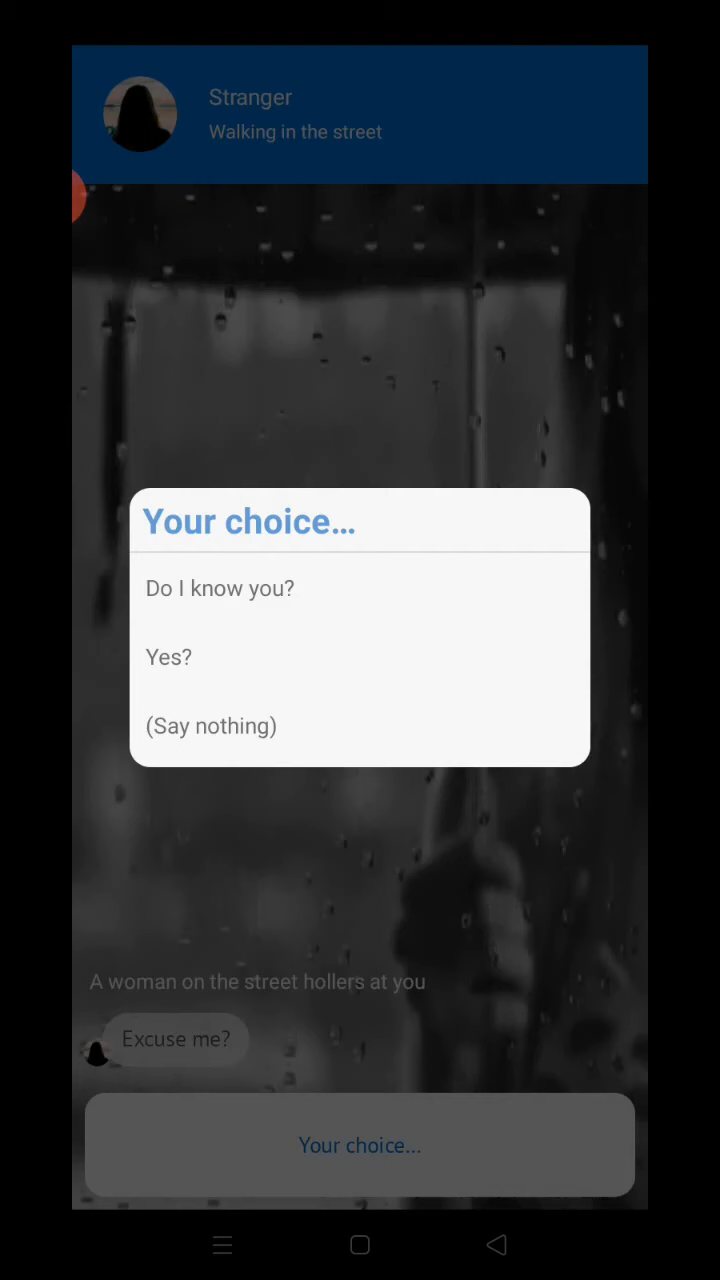 Stranger
Walking in the street
Your choice...
Do I know you?
Yes?
(Say nothing)
A woman on the street hollers at you
Excuse me?
Your choice...